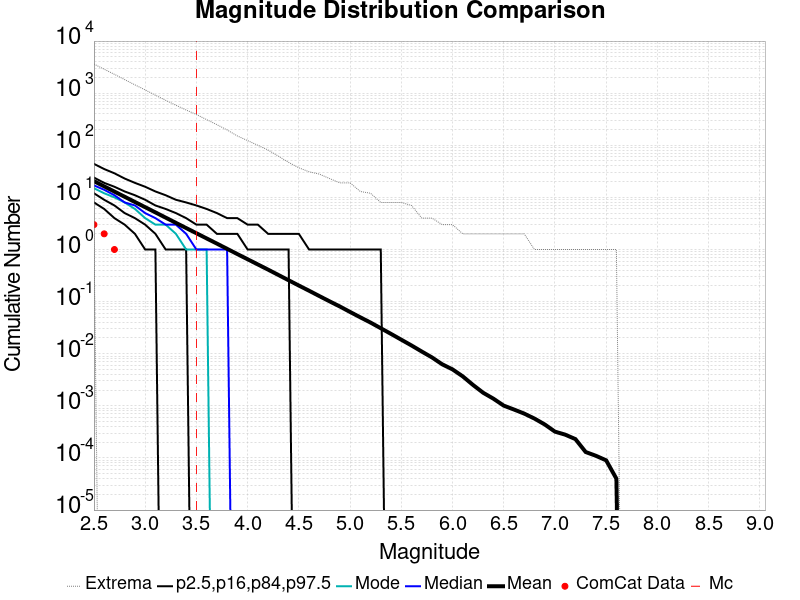 Magnitude Distribution Comparison
10^4
10^3
10^2
10^1
10^0
10^-1
10^-2
10^-3
10^-4
10^-5
Cumulative Number
2.5 3.0 3.5 4.0 4.5 5.0 5.5 6.0 6.5 7.0 7.5 8.0 8.5 9.0
Magnitude
Extrema p2.5,p16,p84,p97.5 Mode Median Mean ComCat Data Mc